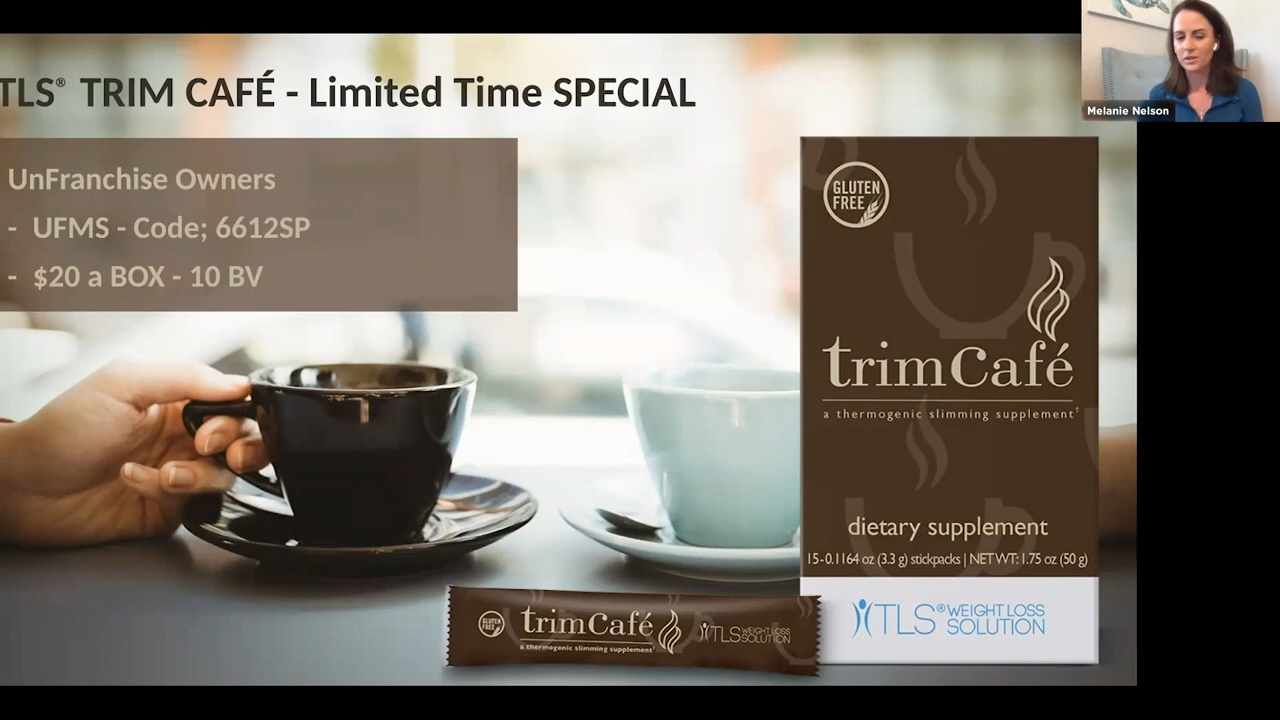 TLS® TRIM CAFÉ - Limited Time SPECIAL
Melanie Nelson
UnFranchise Owners
- UFMS - Code; 6612SP
- $20 a BOX - 10 BV
GLUTEN
FREE
trimCafé
a thermogenic slimming supplement†
dietary supplement
15-0.1164 oz (3.3 g) stickpacks | NET WT: 1.75 oz (50 g)
TLS® WEIGHT LOSS
SOLUTION
GLUTEN
FREE
trimCafé
a thermogenic slimming supplement†
TLS WEIGHT LOSS
SOLUTION